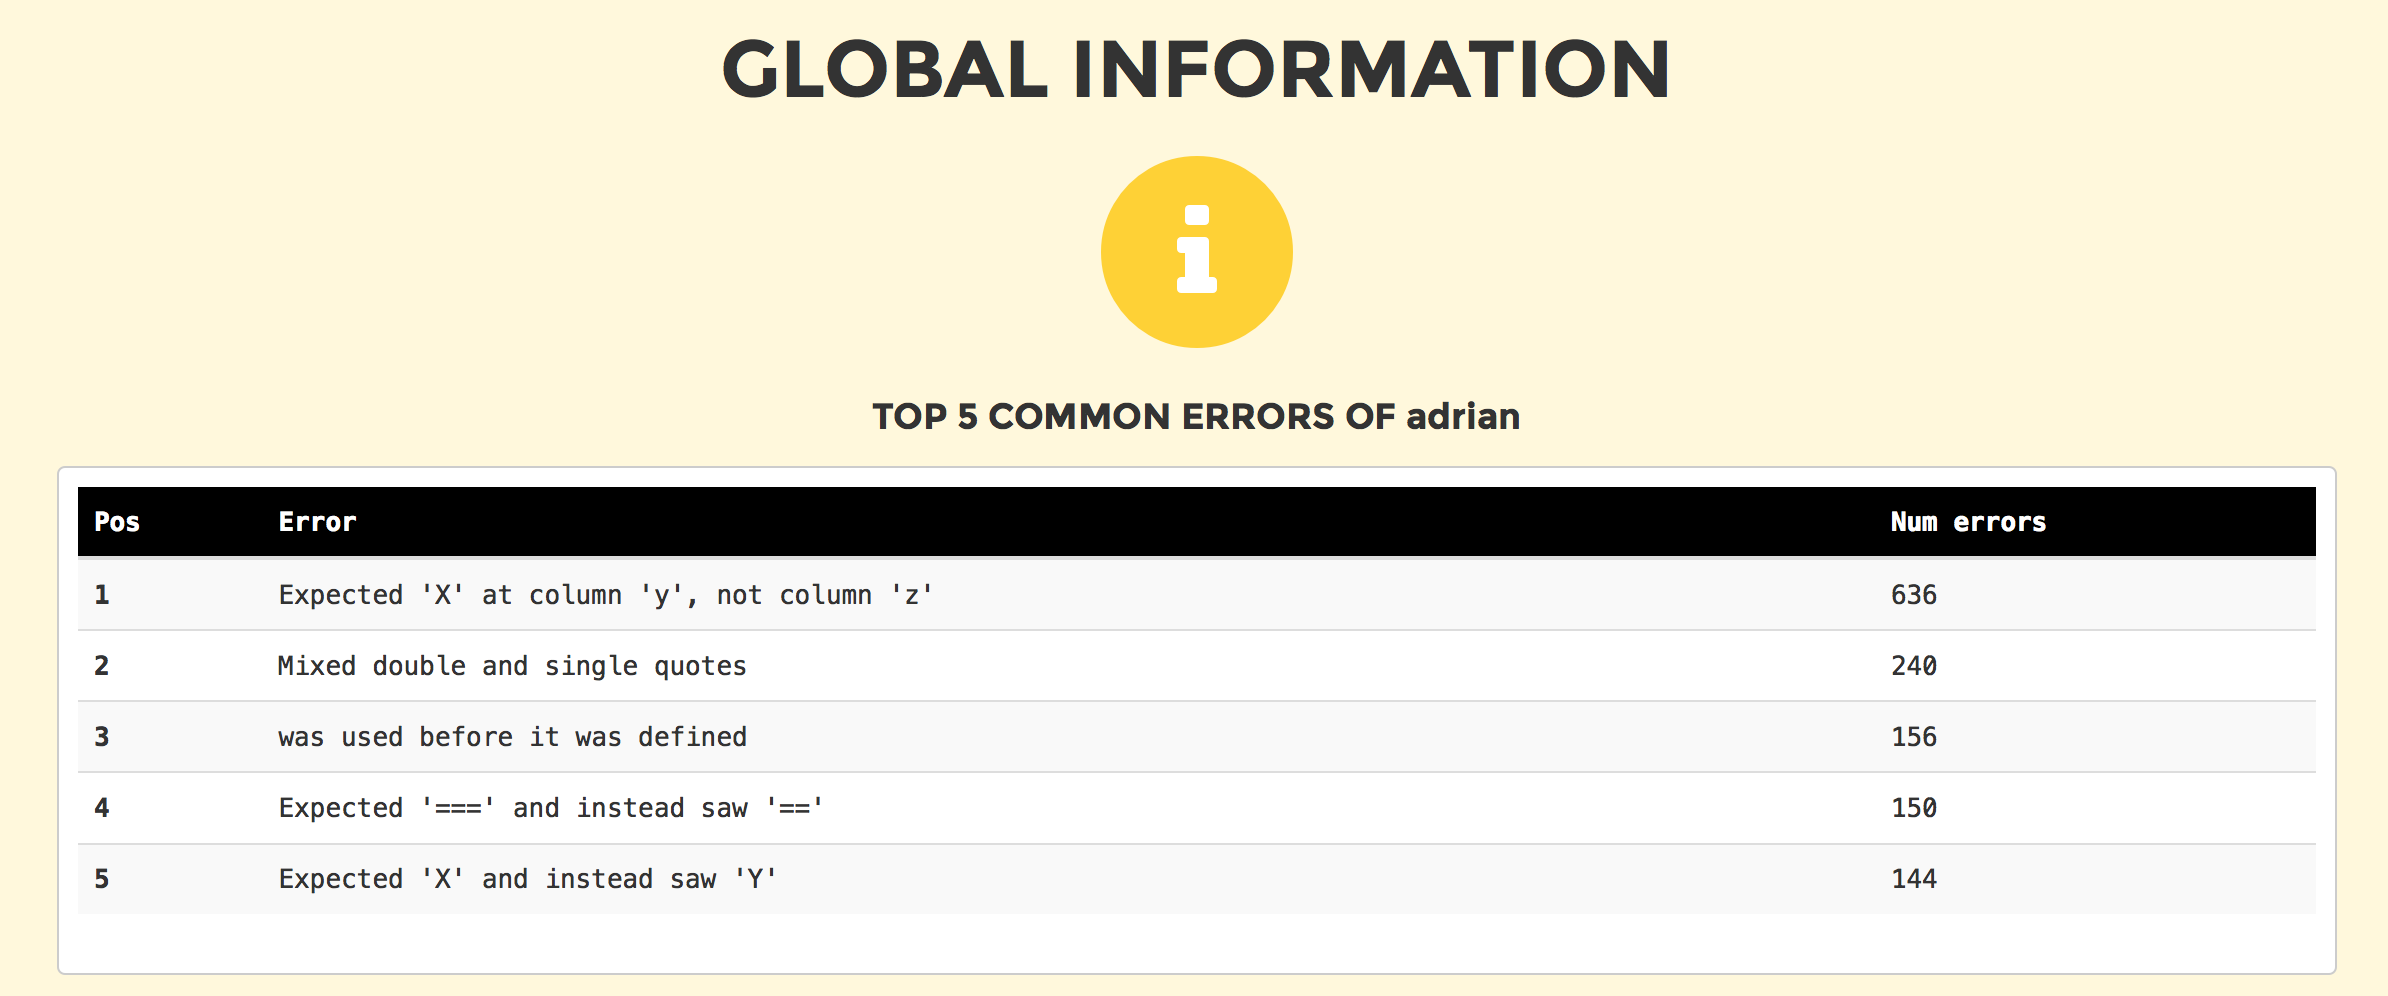 GLOBAL INFORMATION
TOP 5 COMMON ERRORS OF adrian
Pos Error Num errors
1 Expected 'X' at column 'y', not column 'z' 636
2 Mixed double and single quotes 240
3 was used before it was defined 156
4 Expected '===' and instead saw '==' 150
5 Expected 'X' and instead saw 'Y' 144